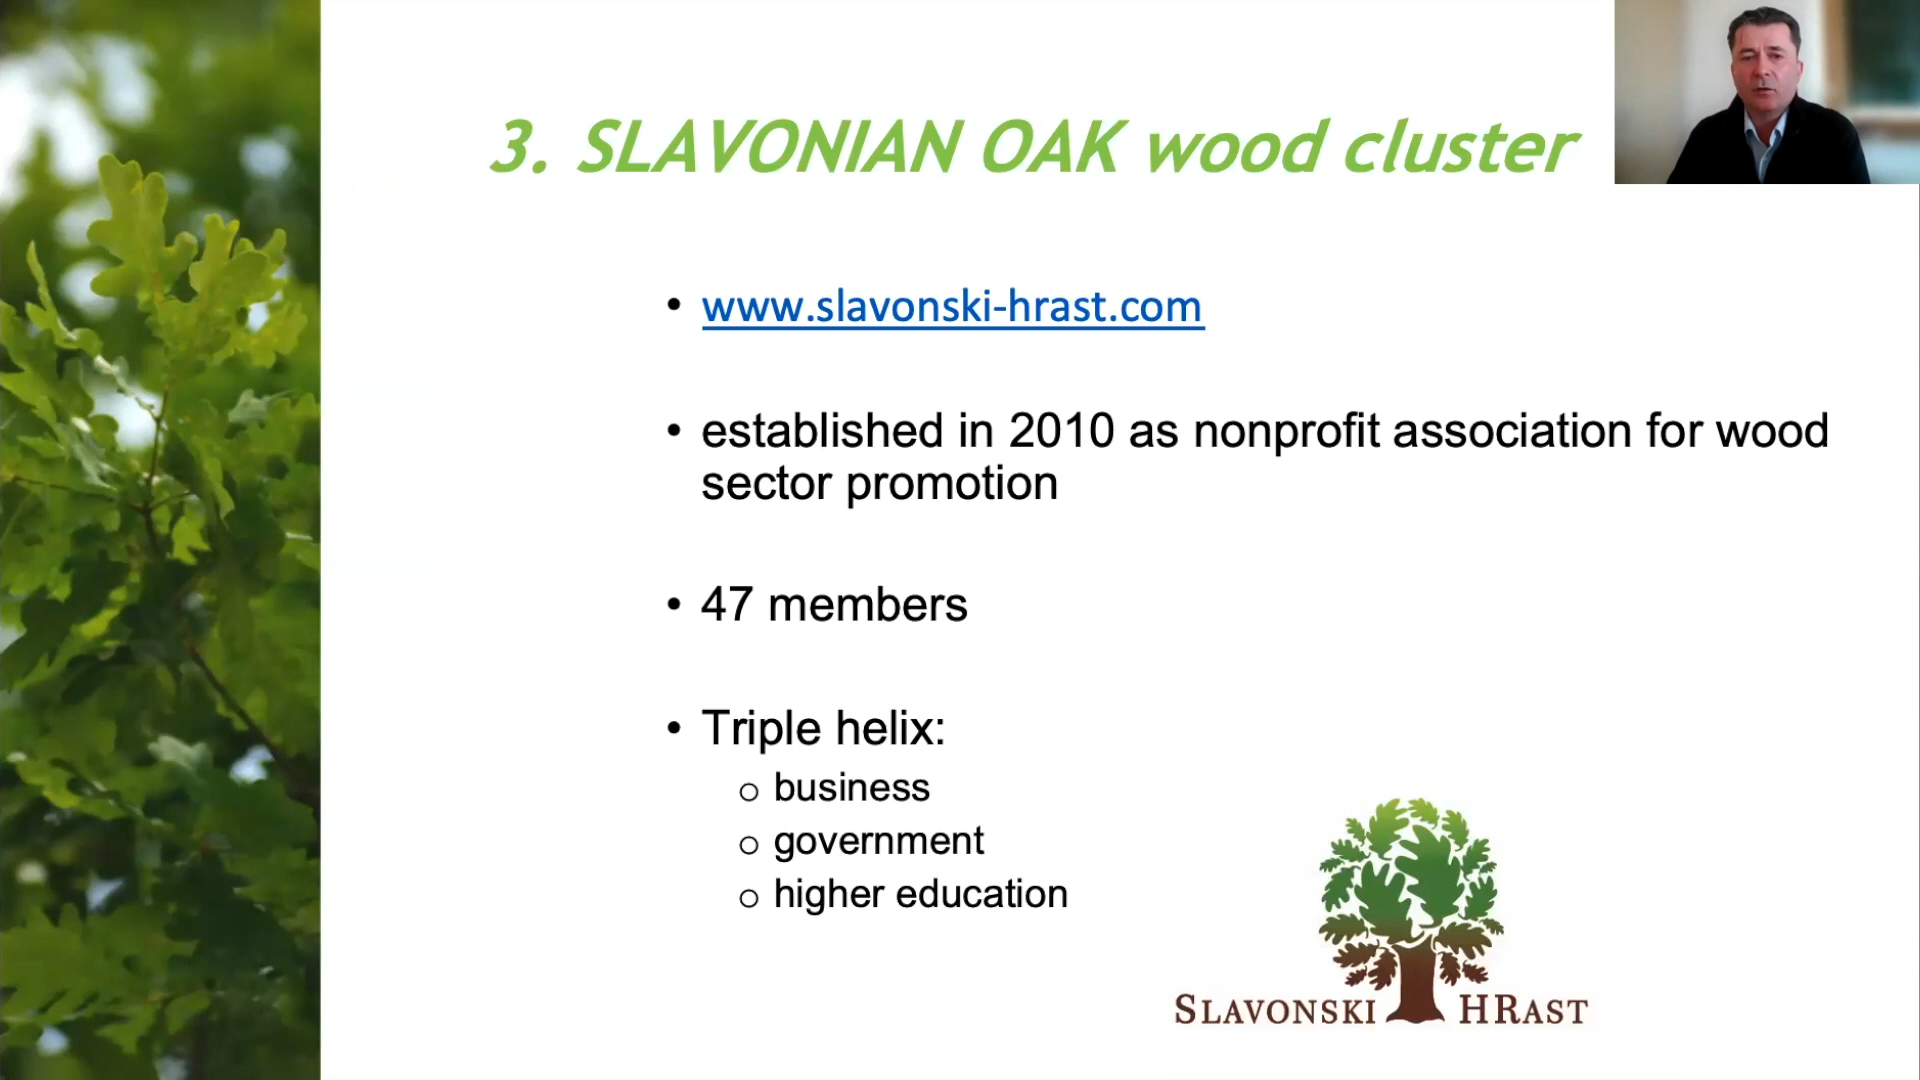 3. SLAVONIAN OAK wood cluster
• www.slavonski-hrast.com
• established in 2010 as nonprofit association for wood
sector promotion
• 47 members
• Triple helix:
o business
o government
o higher education
SLAVONSKI HRAST